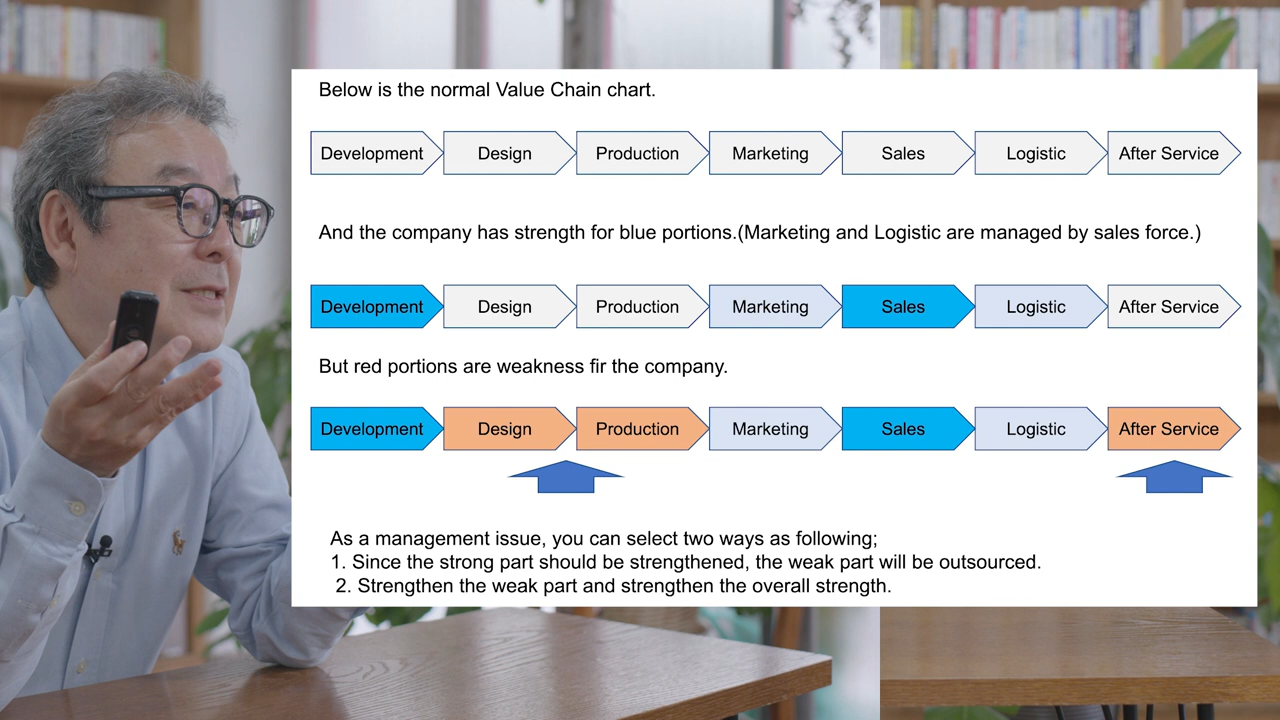 Below is the normal Value Chain chart.
Development Design Production Marketing Sales Logistic After Service
And the company has strength for blue portions.(Marketing and Logistic are managed by sales force.)
Development Design Production Marketing Sales Logistic After Service
But red portions are weakness fir the company.
Development Design Production Marketing Sales Logistic After Service
As a management issue, you can select two ways as following;
1. Since the strong part should be strengthened, the weak part will be outsourced.
2. Strengthen the weak part and strengthen the overall strength.